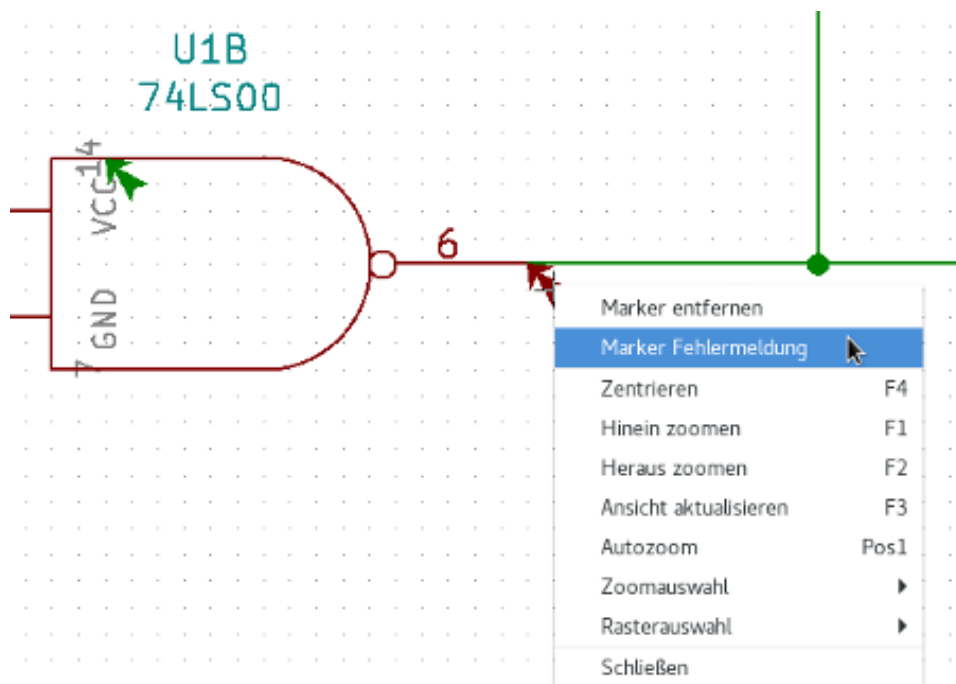 U1B
74LS00
14
VCC
6
GND
7
Marker entfernen
Marker Fehlermeldung
Zentrieren F4
Hinein zoomen F1
Heraus zoomen F2
Ansicht aktualisieren F3
Autozoom Pos1
Zoomauswahl
Rasterauswahl
Schließen